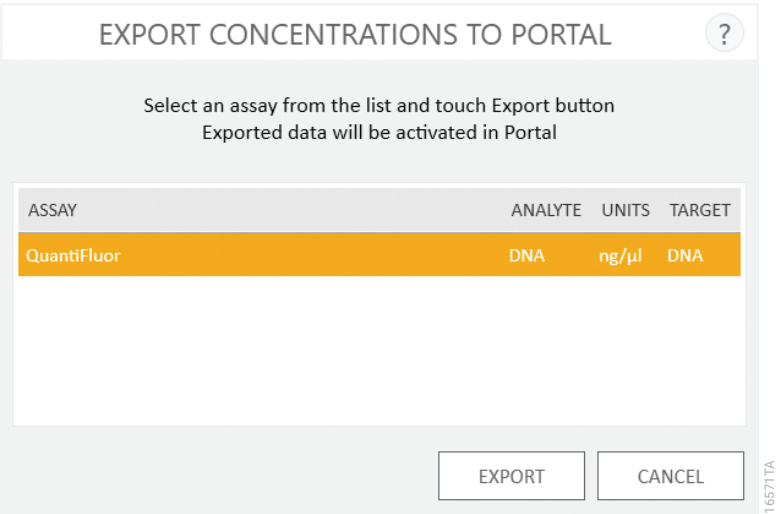 EXPORT CONCENTRATIONS TO PORTAL ?
Select an assay from the list and touch Export button
Exported data will be activated in Portal
ASSAY ANALYTE UNITS TARGET
QuantiFluor DNA ng/µl DNA
EXPORT CANCEL
16571TA